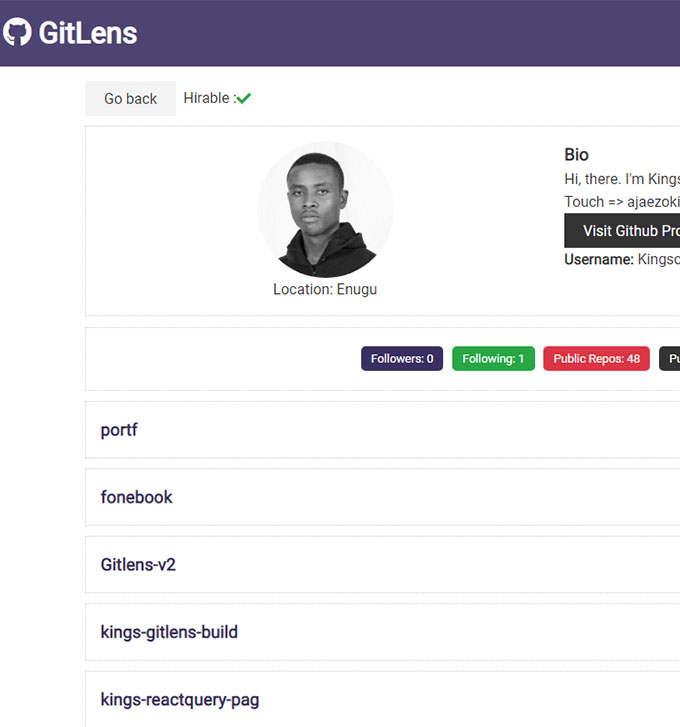 GitLens
Go back Hirable :
Bio
Hi, there. I'm Kings
Touch => ajaezoki
Visit Github Pro
Username: Kingsc
Location: Enugu
Followers: 0 Following: 1 Public Repos: 48 Pu
portf
fonebook
Gitlens-v2
kings-gitlens-build
kings-reactquery-pag